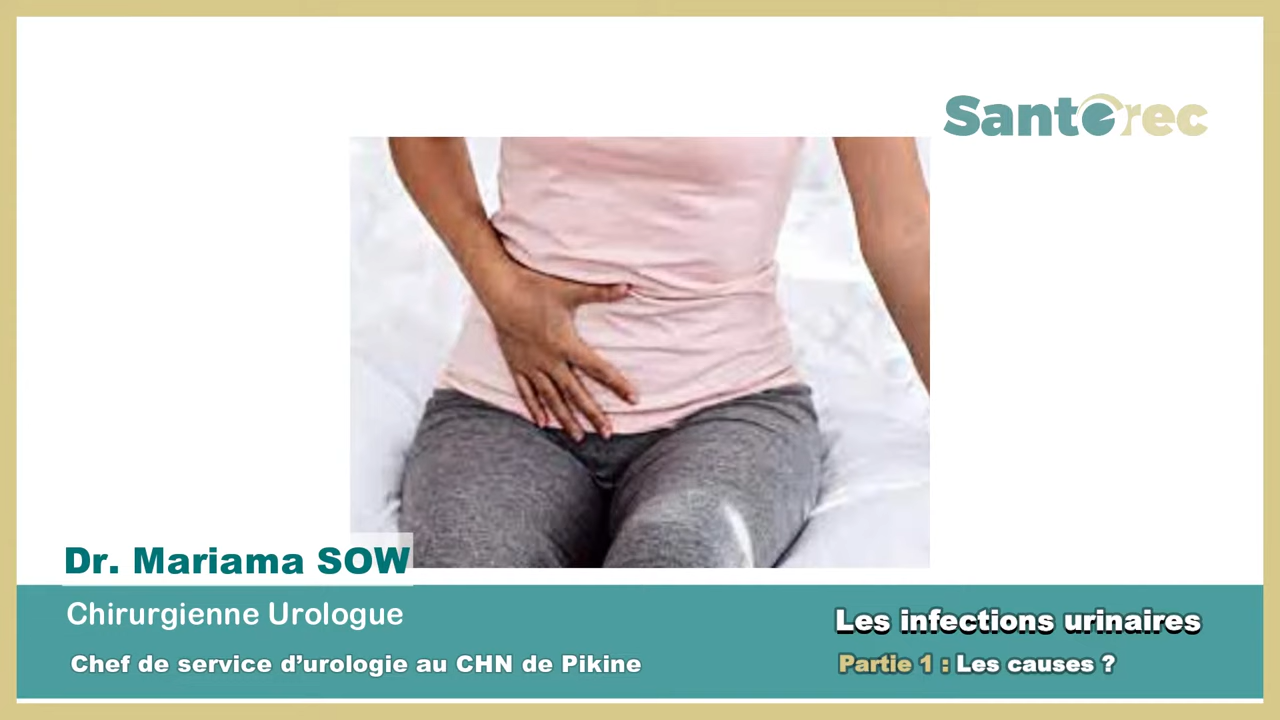 Santorec
Dr. Mariama SOW
Chirurgienne Urologue
Chef de service d’urologie au CHN de Pikine
Les infections urinaires
Partie 1 : Les causes ?